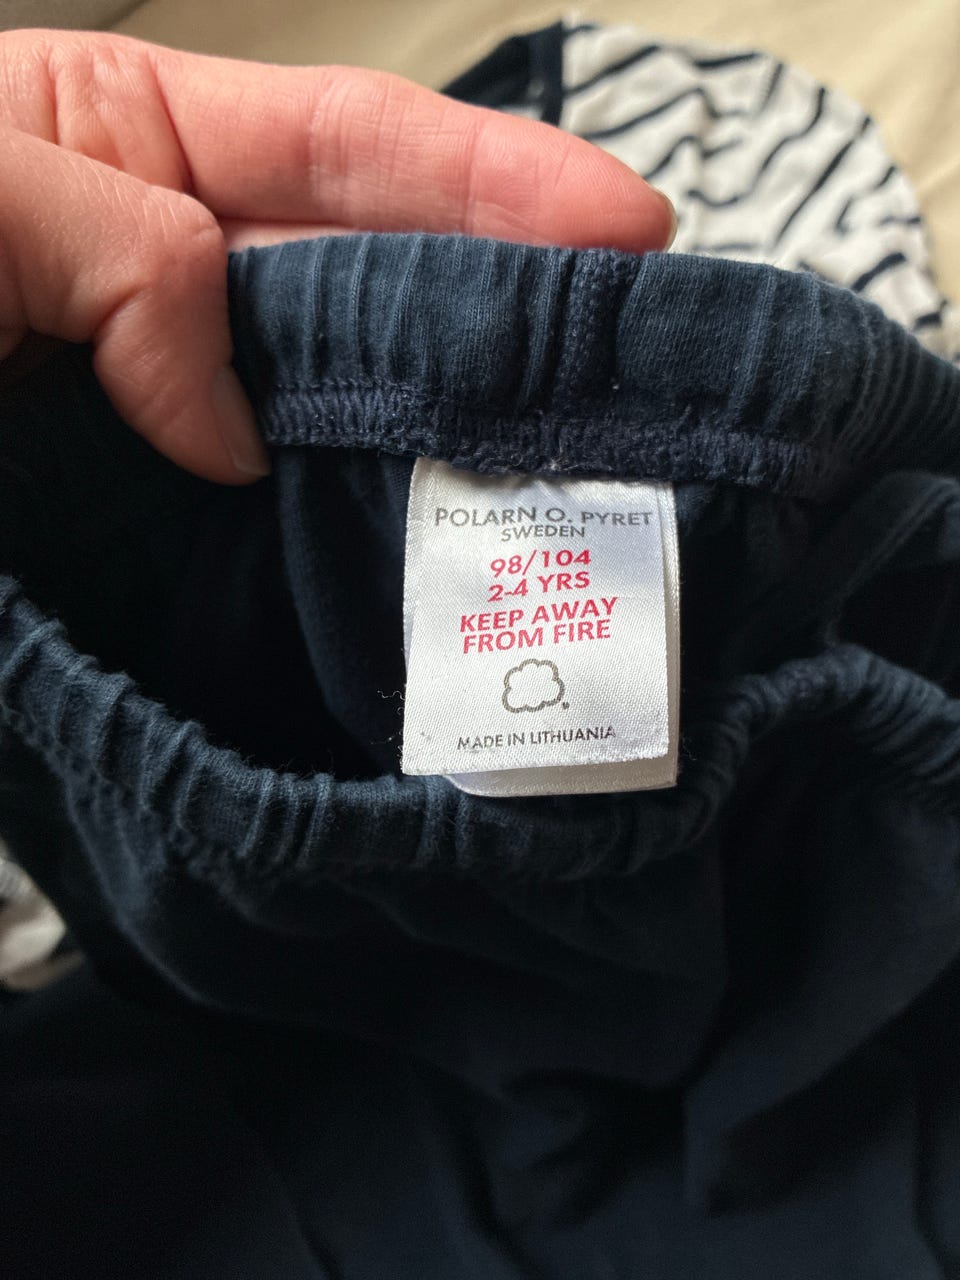 POLARN O. PYRET
SWEDEN
98/104
2-4 YRS
KEEP AWAY
FROM FIRE
MADE IN LITHUANIA